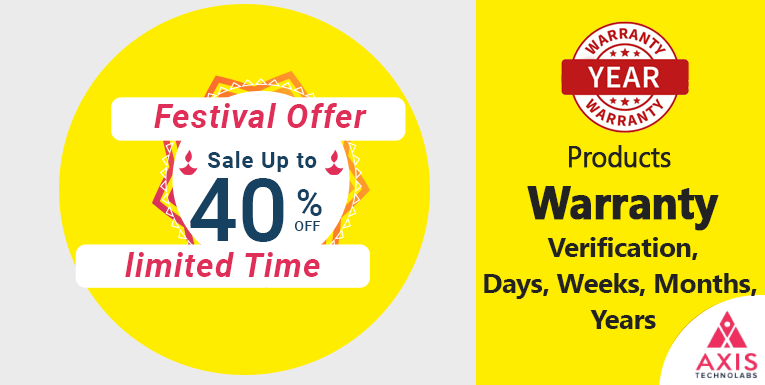 Festival Offer
Sale Up to
40 %
OFF
limited Time
WARRANTY
YEAR
WARRANTY
Products
Warranty
Verification,
Days, Weeks, Months,
Years
AXIS
TECHNOLABS